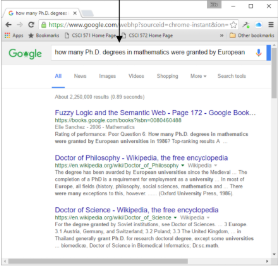 how many Ph.D. degrees
https://www.google.com/webhp?sourceid=chrome-instant&ion=
Apps Bookmarks CSCI 571 Home Page CSCI 572 Home Page » Other bookmarks
Google how many Ph.D. degrees in mathematics were granted by European
All News Images Videos Shopping More Search tools
About 2,250,000 results (0.89 seconds)
Fuzzy Logic and the Semantic Web - Page 172 - Google Book...
https://books.google.com/books?isbn=0080460488
Elie Sanchez - 2006 - Mathematics
Rating of performance: Poor Question 6. How many Ph.D. degrees in mathematics
were granted by European universities in 1986? Top-ranking results A ...
Doctor of Philosophy - Wikipedia, the free encyclopedia
https://en.wikipedia.org/wiki/Doctor_of_Philosophy Wikipedia
The degree has been awarded by European universities since the Medieval ... The
completion of a PhD is a requirement for employment as a university ... In most of
Europe, all fields (history, philosophy, social sciences, mathematics and ... There
were many exceptions to this, however: ... (Oxford University Press, 1986)
Doctor of Science - Wikipedia, the free encyclopedia
https://en.wikipedia.org/wiki/Doctor_of_Science Wikipedia
For the degree granted by Soviet institutions, see Doctor of Sciences. ... 3 Europe.
3.1 Austria, Germany, and Switzerland; 3.2 Poland; 3.3 The United Kingdom, ... in
Thailand generally grant Ph.D. for research doctoral degree, except some universities
... biomedical, Doctor of Science in Biomedical Informatics. D.sc.math.